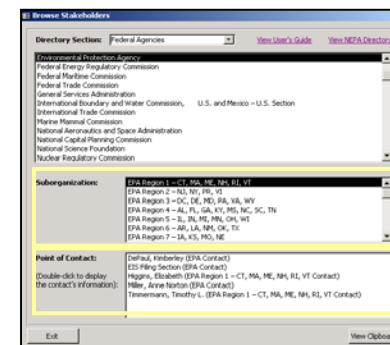 Browse Stakeholders
Directory Section: Federal Agencies View User's Guide View NEPA Director
Environmental Protection Agency
Federal Energy Regulatory Commission
Federal Maritime Commission
Federal Trade Commission
General Services Administration
International Boundary and Water Commission, U.S. and Mexico - U.S. Section
International Trade Commission
Marine Mammal Commission
National Aeronautics and Space Administration
National Capital Planning Commission
National Science Foundation
Nuclear Regulatory Commission
Suborganization:
EPA Region 1 - CT, MA, ME, NH, RI, VT
EPA Region 2 - NJ, NY, PR, VI
EPA Region 3 - DC, DE, MD, PA, VA, WV
EPA Region 4 - AL, FL, GA, KY, MS, NC, SC, TN
EPA Region 5 - IL, IN, MI, MN, OH, WI
EPA Region 6 - AR, LA, NM, OK, TX
EPA Region 7 - IA, KS, MO, NE
Point of Contact:
(Double-click to display
the contact's information):
DePaul, Kimberley (EPA Contact)
EIS Filing Section (EPA Contact)
Higgins, Elizabeth (EPA Region 1 - CT, MA, ME, NH, RI, VT Contact)
Miller, Anne Norton (EPA Contact)
Timmermann, Timothy L. (EPA Region 1 - CT, MA, ME, NH, RI, VT Contact)
Exit View Clipboa